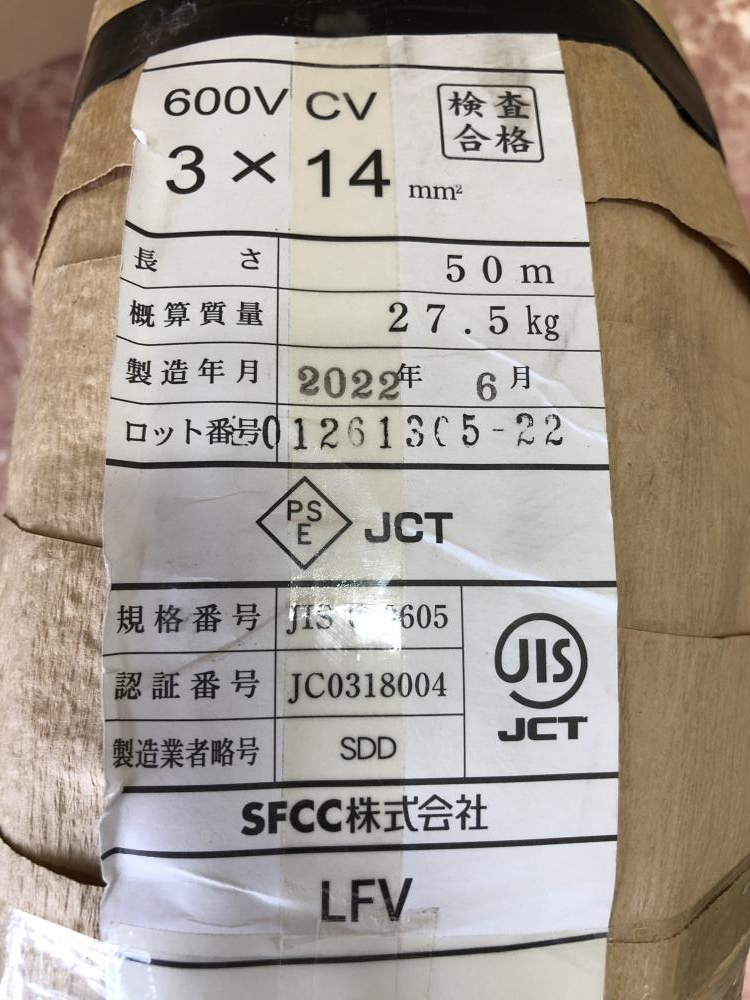 600V CV
検査
合格
3×14 mm²
長さ 50m
概算質量 27.5kg
製造年月 2022年 6月
ロット番号
PS
E
JCT
規格番号 JIS 3605
認証番号 JC0318004
JIS
JCT
製造業者略号 SDD
SFCC株式会社
LFV